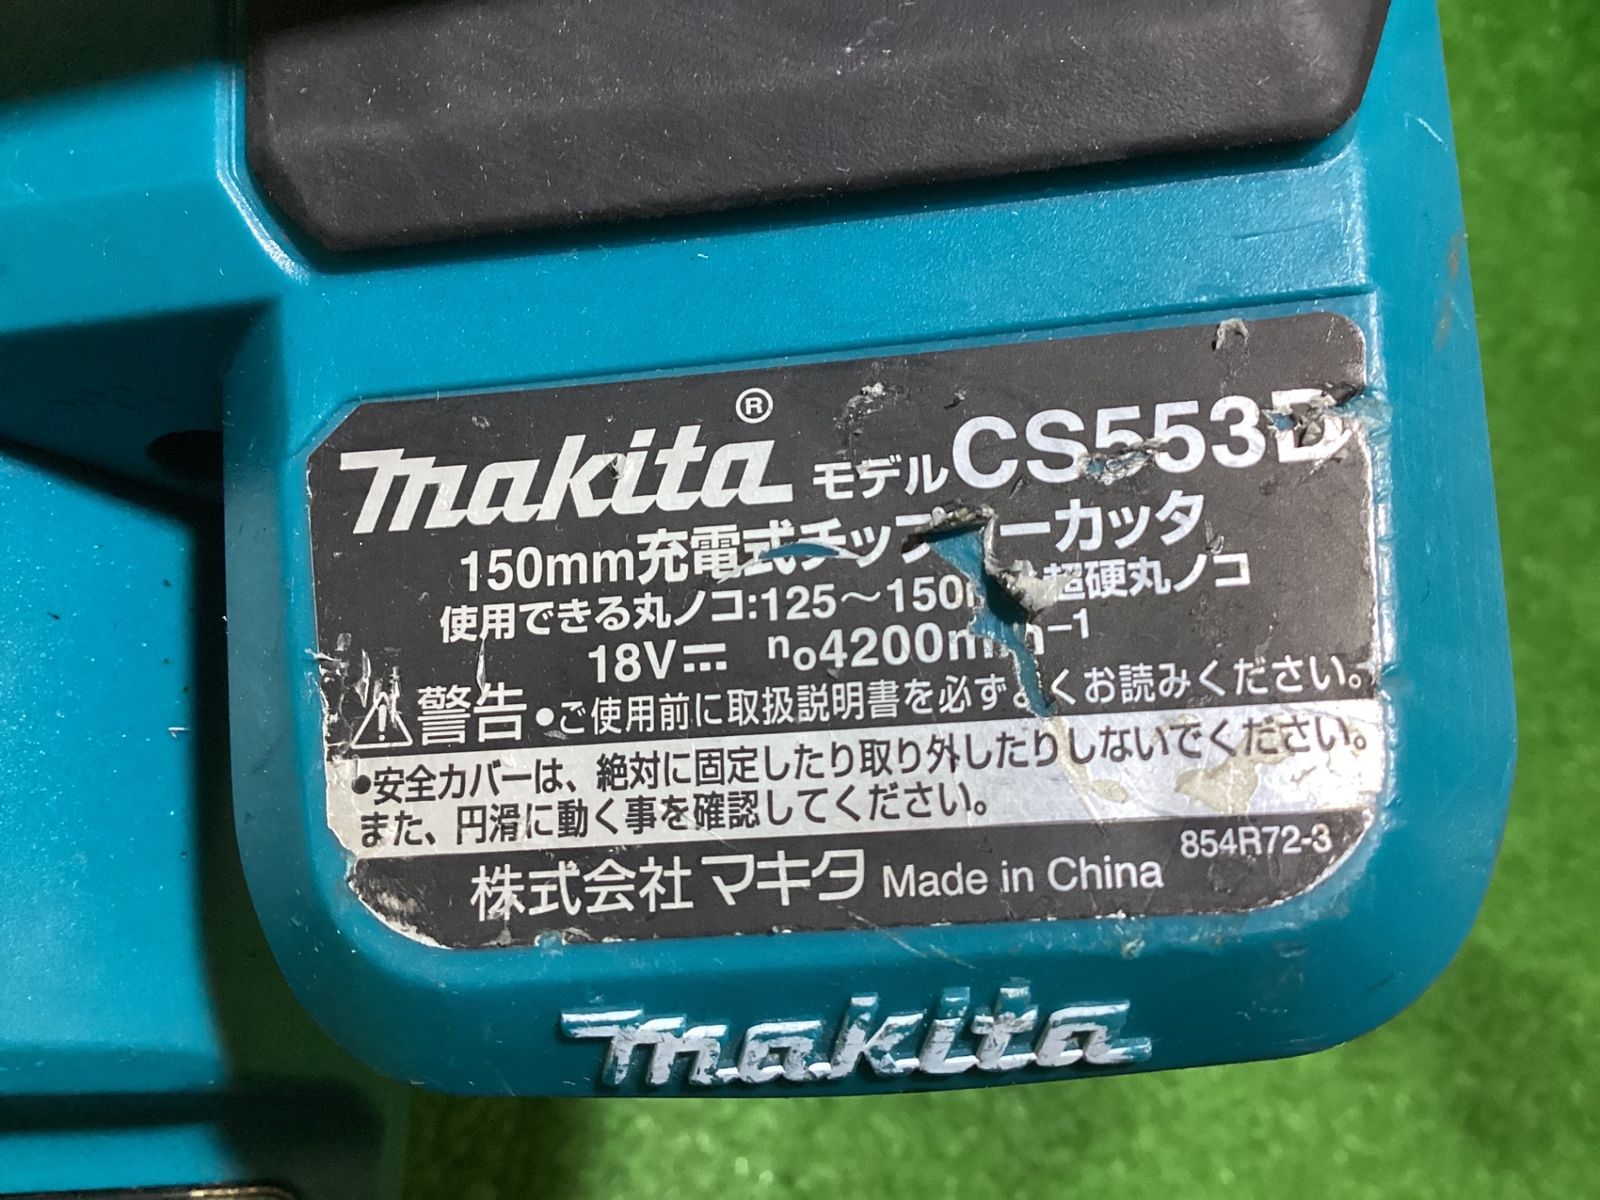 makita® モデル CS553D
150mm充電式チップソーカッタ
使用できる丸ノコ:125～150mm 超硬丸ノコ
18V⎓ n₀4200min⁻¹
⚠警告 •ご使用前に取扱説明書を必ずよくお読みください。
•安全カバーは、絶対に固定したり取り外したりしないでください。
また、円滑に動く事を確認してください。
854R72-3
株式会社マキタ Made in China
makita